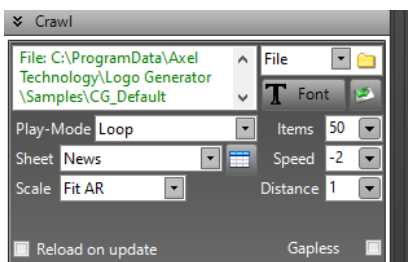 Crawl
File: C:\ProgramData\Axel
Technology\Logo Generator
\Samples\CG_Default
File
T Font
Play-Mode Loop
Items 50
Sheet News
Speed -2
Scale Fit AR
Distance 1
Reload on update
Gapless